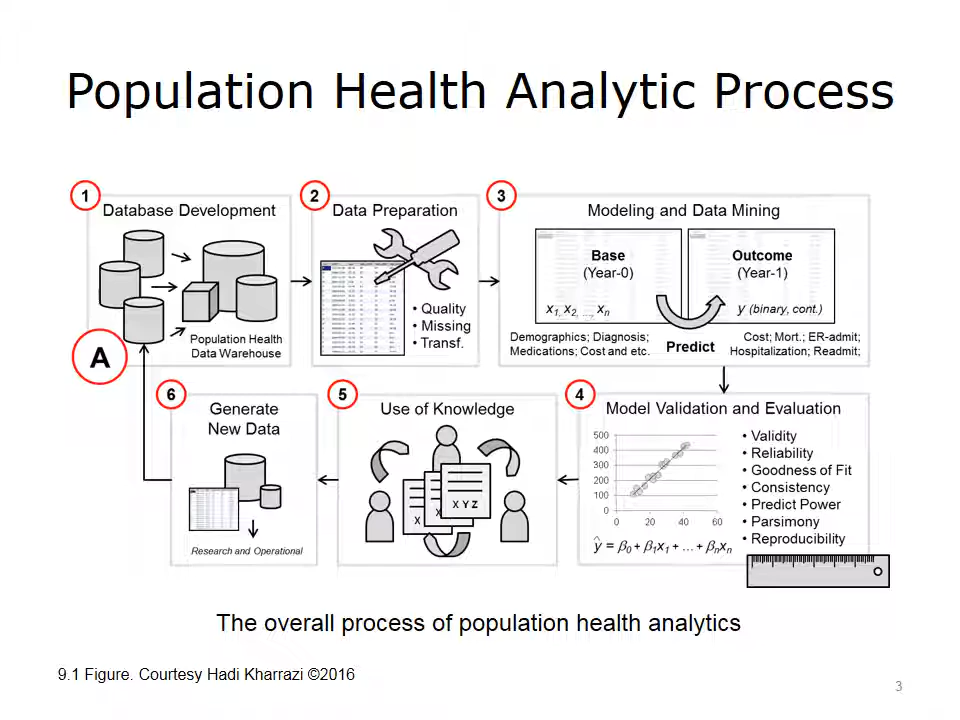 Population Health Analytic Process
1
Database Development
Population Health
Data Warehouse
A
2
Data Preparation
• Quality
• Missing
• Transf.
3
Modeling and Data Mining
Base
(Year-0)
x1, x2, ..., xn
Outcome
(Year-1)
y (binary, cont.)
Demographics; Diagnosis;
Medications; Cost and etc.
Predict
Cost; Mort.; ER-admit;
Hospitalization; Readmit;
4
Model Validation and Evaluation
500
400
300
200
100
0
0 20 40 60
ŷ = β0 + β1x1 + ... + βnxn
• Validity
• Reliability
• Goodness of Fit
• Consistency
• Predict Power
• Parsimony
• Reproducibility
5
Use of Knowledge
X
X Y Z
6
Generate
New Data
Research and Operational
The overall process of population health analytics
9.1 Figure. Courtesy Hadi Kharrazi ©2016
3